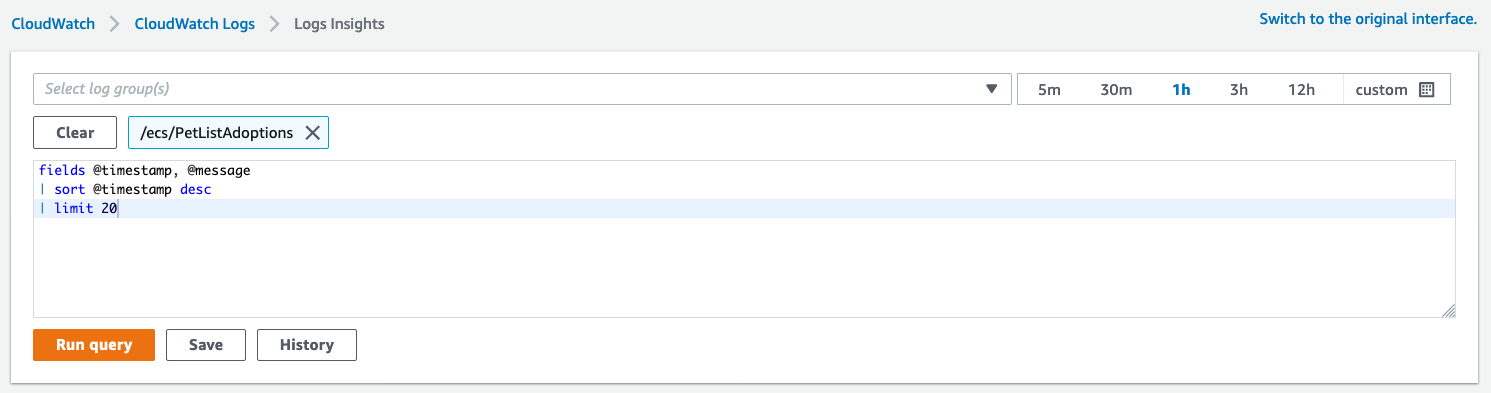 CloudWatch > CloudWatch Logs > Logs Insights
Switch to the original interface.
Select log group(s)
5m 30m 1h 3h 12h custom
Clear /ecs/PetListAdoptions
fields @timestamp, @message
| sort @timestamp desc
| limit 20
Run query Save History